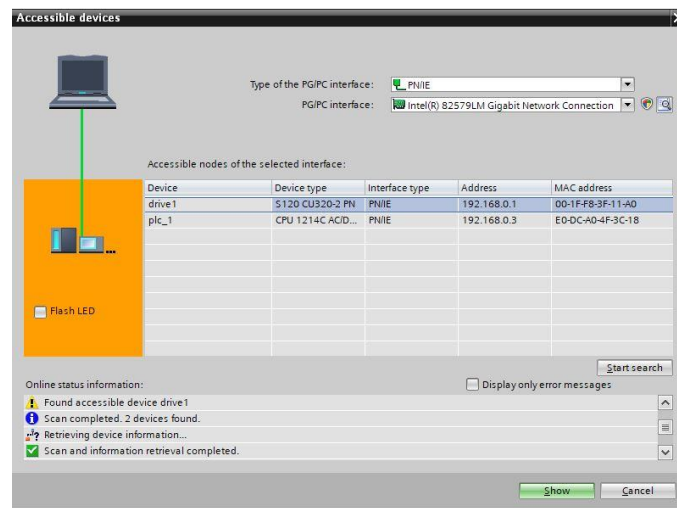 Accessible devices
Type of the PG/PC interface: PN/IE
PG/PC interface: Intel(R) 82579LM Gigabit Network Connection
Accessible nodes of the selected interface:
Device Device type Interface type Address MAC address
drive1 S120 CU320-2 PN PN/IE 192.168.0.1 00-1F-F8-3F-11-A0
plc_1 CPU 1214C AC/D... PN/IE 192.168.0.3 E0-DC-A0-4F-3C-18
Flash LED
Start search
Online status information:
Display only error messages
Found accessible device drive1
Scan completed. 2 devices found.
Retrieving device information...
Scan and information retrieval completed.
Show Cancel